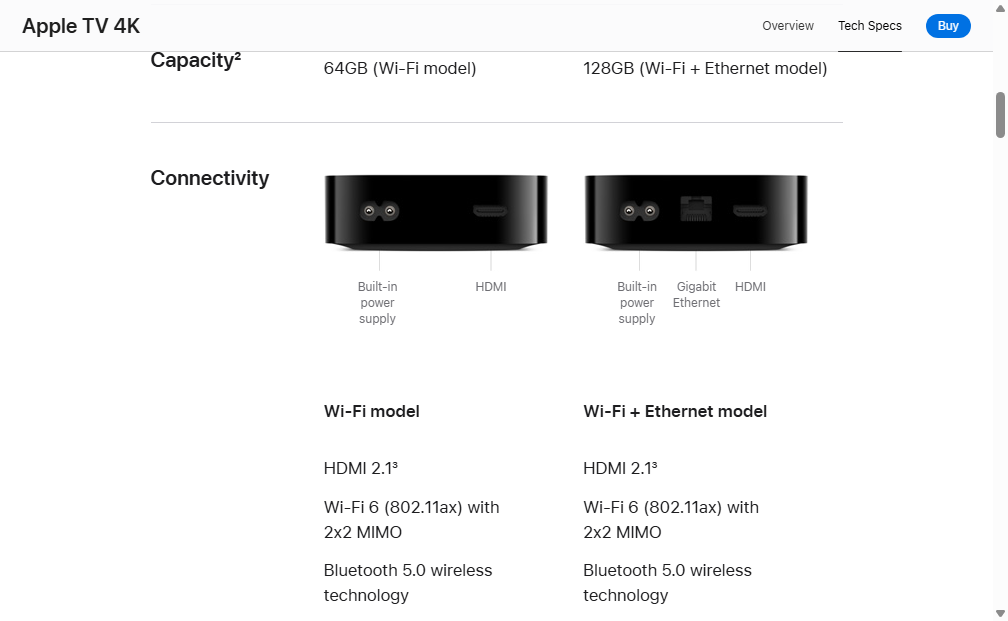 Apple TV 4K
Overview
Tech Specs
Buy
Capacity²
64GB (Wi-Fi model)
128GB (Wi-Fi + Ethernet model)
Connectivity
Built-in
power
supply
HDMI
Built-in
power
supply
Gigabit
Ethernet
HDMI
Wi-Fi model
HDMI 2.1³
Wi-Fi 6 (802.11ax) with
2x2 MIMO
Bluetooth 5.0 wireless
technology
Wi-Fi + Ethernet model
HDMI 2.1³
Wi-Fi 6 (802.11ax) with
2x2 MIMO
Bluetooth 5.0 wireless
technology